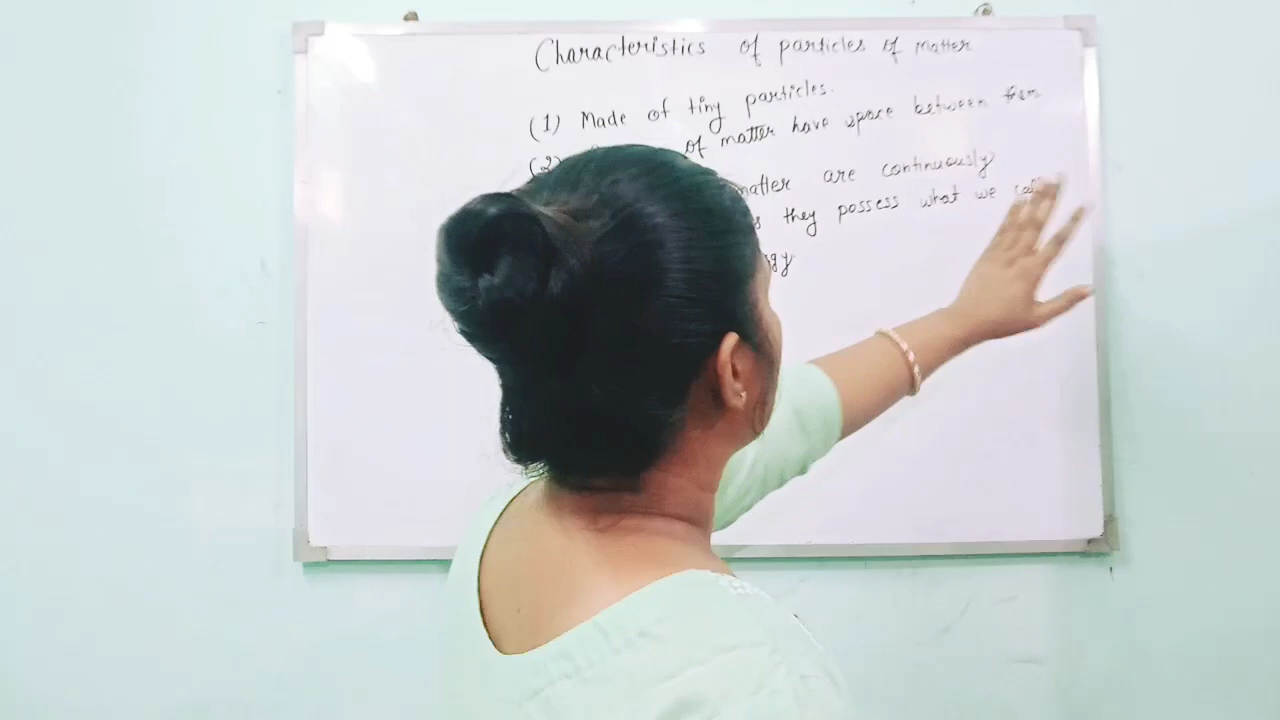 Characteristics of particles of matter
(1) Made of tiny particles.
(2) of matter have space between them
matter are continuously
they possess what we